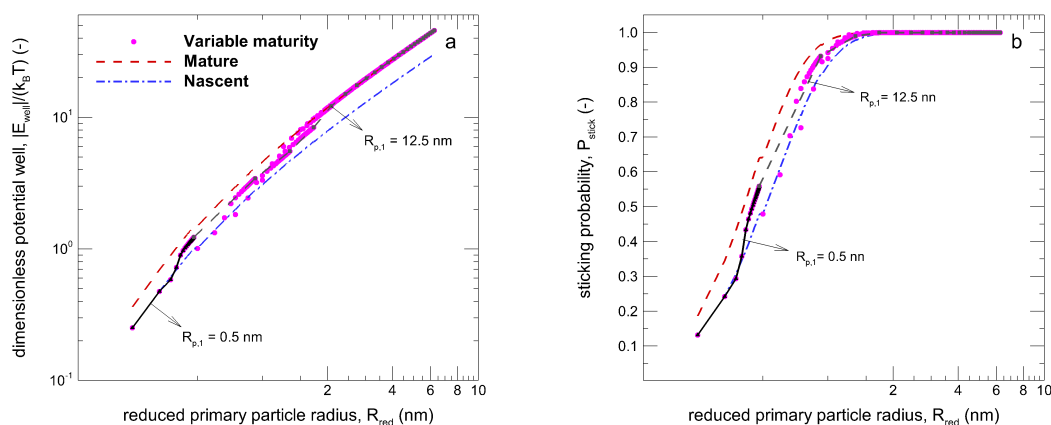 dimensionless potential well, |E_well|/(k_BT) (-)
10^2
10^1
10^0
10^-1
Variable maturity
Mature
Nascent
a
R_p,1 = 12.5 nm
R_p,1 = 0.5 nm
2 4 6 8 10
reduced primary particle radius, R_red (nm)
sticking probability, P_stick (-)
1.0
0.9
0.8
0.7
0.6
0.5
0.4
0.3
0.2
0.1
b
R_p,1= 12.5 nn
R_p,1= 0.5 nn
2 4 6 8 10
reduced primary particle radius, R_red (nm)